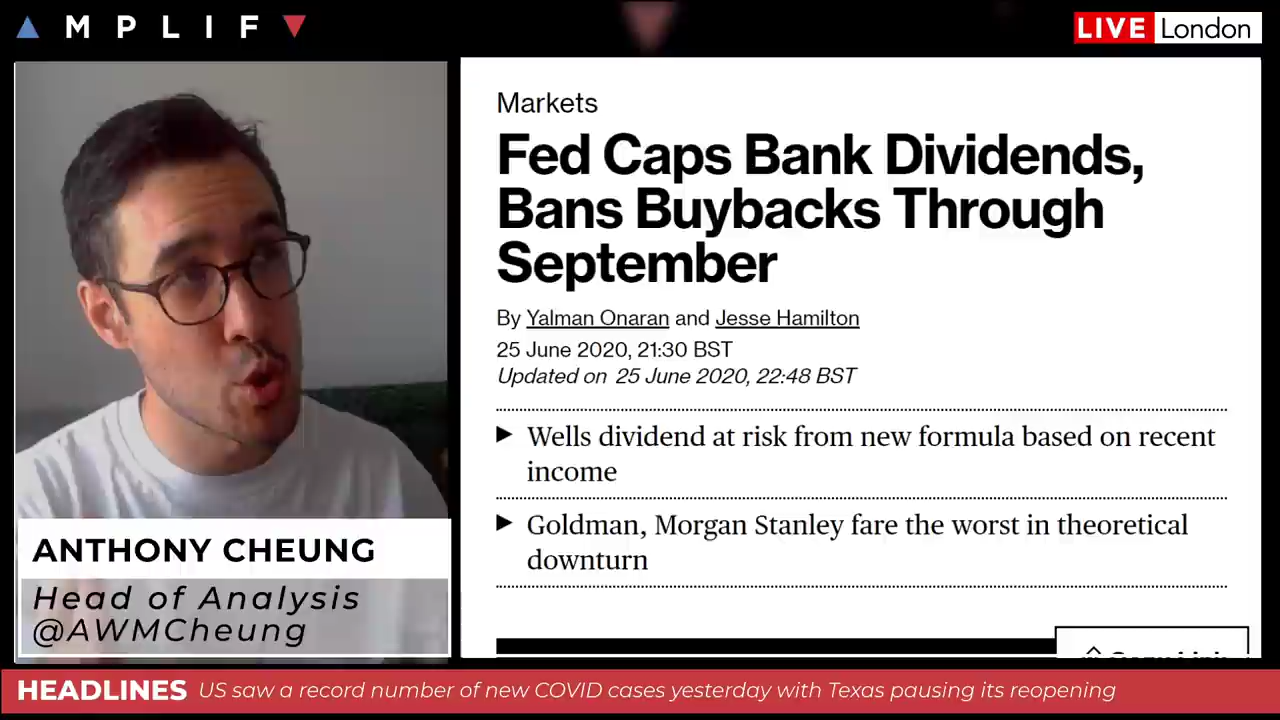 ▲ M P L I F ▼
LIVE London
Markets
Fed Caps Bank Dividends,
Bans Buybacks Through
September
By Yalman Onaran and Jesse Hamilton
25 June 2020, 21:30 BST
Updated on 25 June 2020, 22:48 BST
▶ Wells dividend at risk from new formula based on recent
income
▶ Goldman, Morgan Stanley fare the worst in theoretical
downturn
ANTHONY CHEUNG
Head of Analysis
@AWMCheung
HEADLINES US saw a record number of new COVID cases yesterday with Texas pausing its reopening